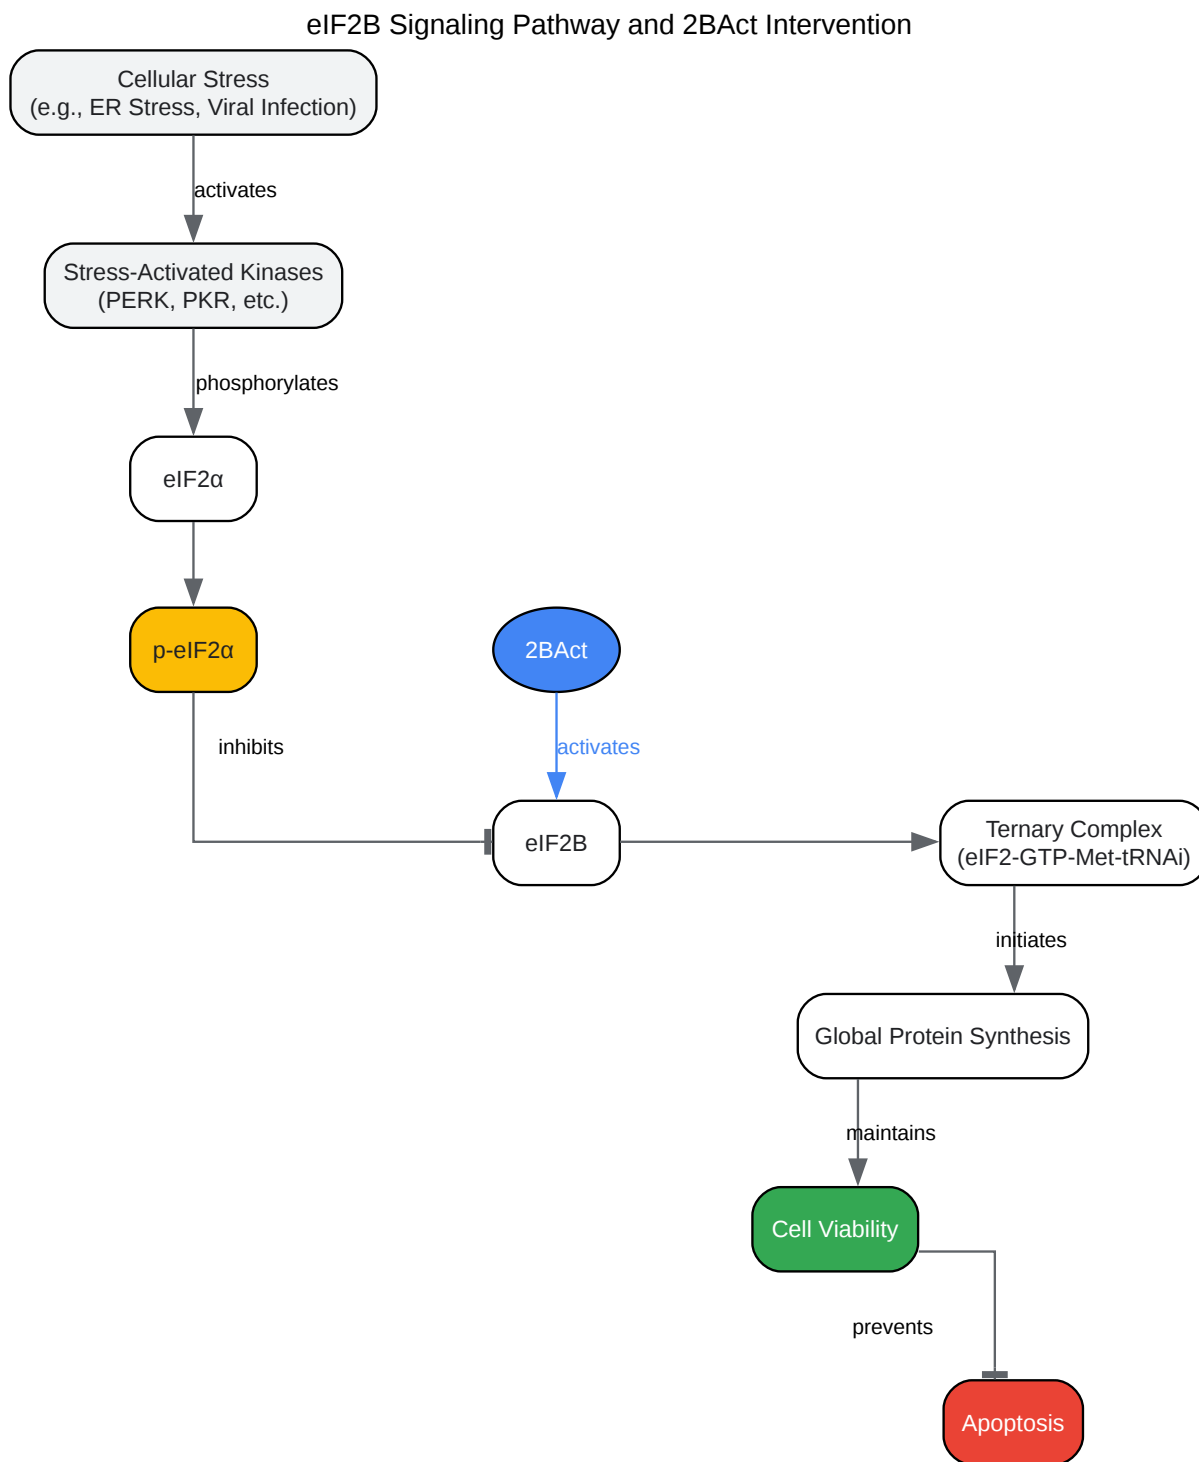 eIF2B Signaling Pathway and 2BAct Intervention
Cellular Stress
(e.g., ER Stress, Viral Infection)
activates
Stress-Activated Kinases
(PERK, PKR, etc.)
phosphorylates
eIF2α
p-eIF2α
2BAct
inhibits
activates
eIF2B
Ternary Complex
(eIF2-GTP-Met-tRNAi)
initiates
Global Protein Synthesis
maintains
Cell Viability
prevents
Apoptosis